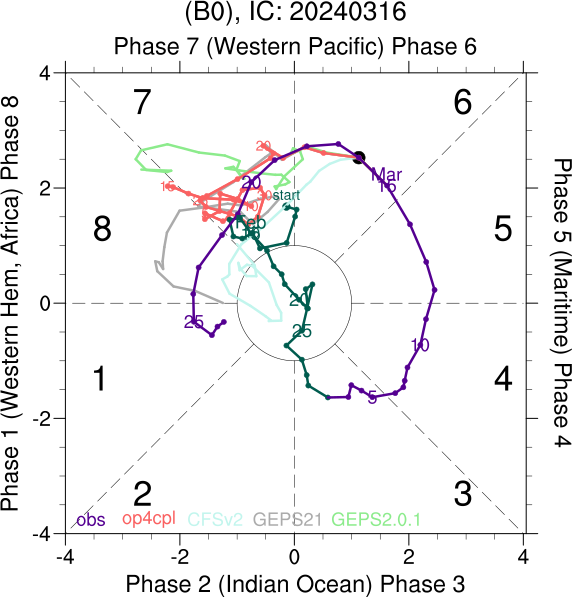 (B0), IC: 20240316
Phase 7 (Western Pacific) Phase 6
4
7
6
20
Mar
15
20
15
30
start
2
Feb
8
5
Phase 1 (Western Hem, Africa) Phase 8
Phase 5 (Maritime) Phase 4
0
20
25
25
10
1
4
5
-2
2
3
obs
op4cpl
CFSv2
GEPS21
GEPS2.0.1
-4
-4
-2
0
2
4
Phase 2 (Indian Ocean) Phase 3